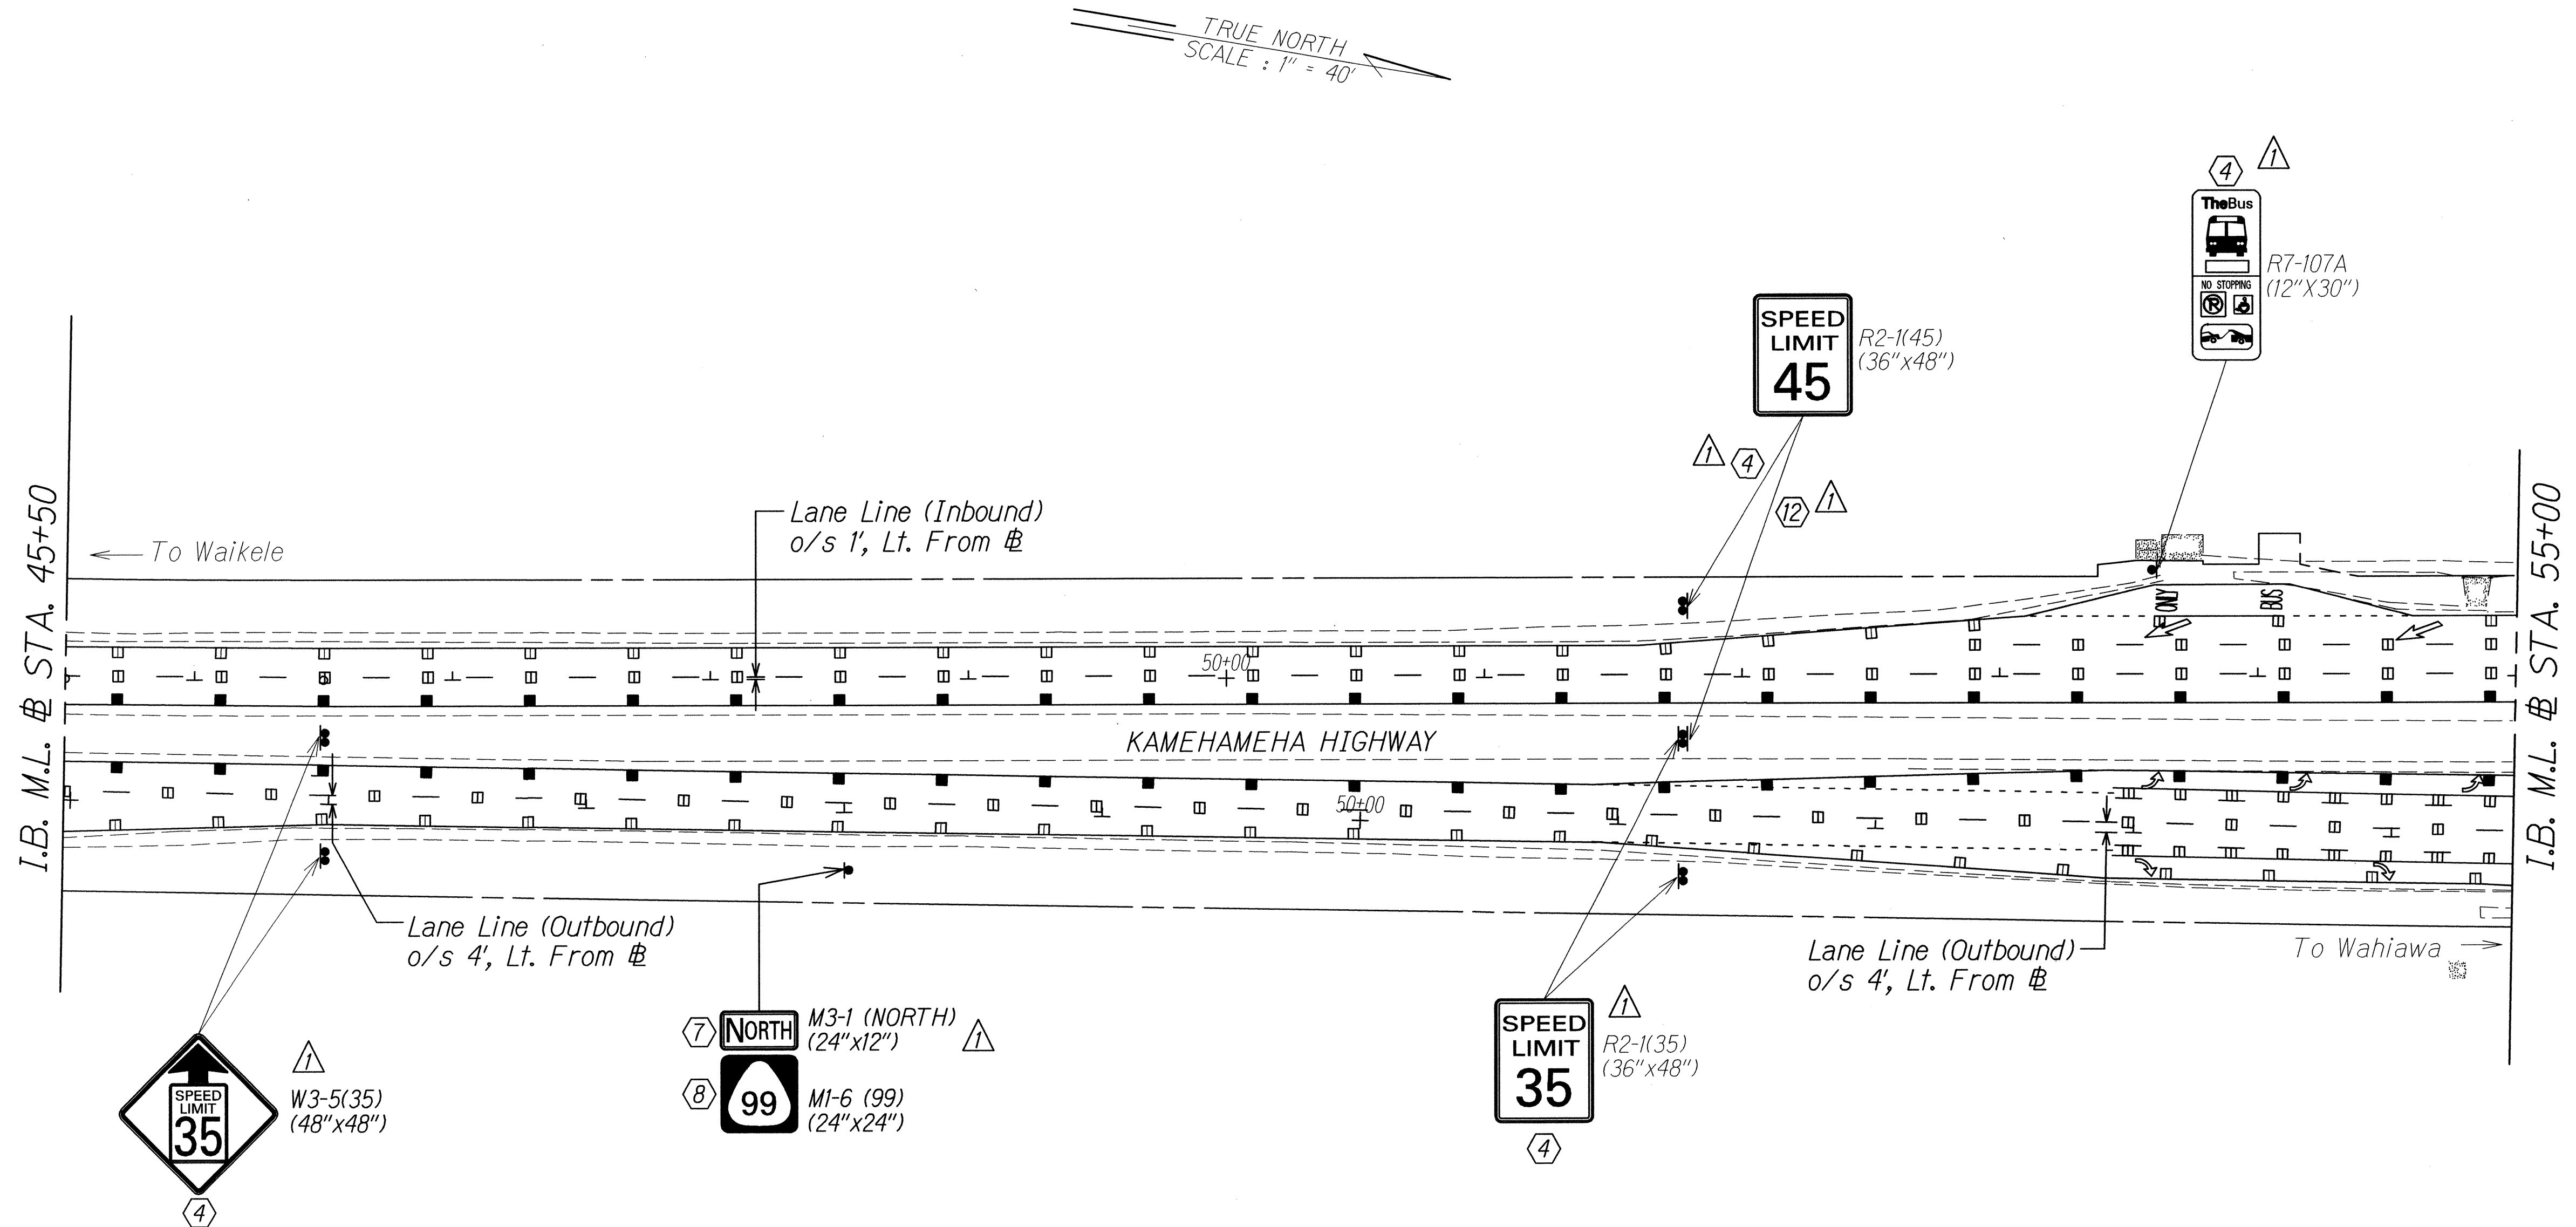 TRUE NORTH
SCALE : 1" = 40'
4
1
TheBus
NO STOPPING
R7-107A
(12"X30")
SPEED
LIMIT
45
R2-1(45)
(36"x48")
1
4
12
1
I.B. M.L. BL STA. 45+50
To Waikele
Lane Line (Inbound)
o/s 1', Lt. From BL
50+00
ONLY
BUS
I.B. M.L. BL STA. 55+00
KAMEHAMEHA HIGHWAY
50+00
Lane Line (Outbound)
o/s 4', Lt. From BL
Lane Line (Outbound)
o/s 4', Lt. From BL
To Wahiawa
1
SPEED
LIMIT
35
W3-5(35)
(48"x48")
4
7
NORTH
M3-1 (NORTH)
(24"x12")
1
8
99
M1-6 (99)
(24"x24")
SPEED
LIMIT
35
1
R2-1(35)
(36"x48")
4